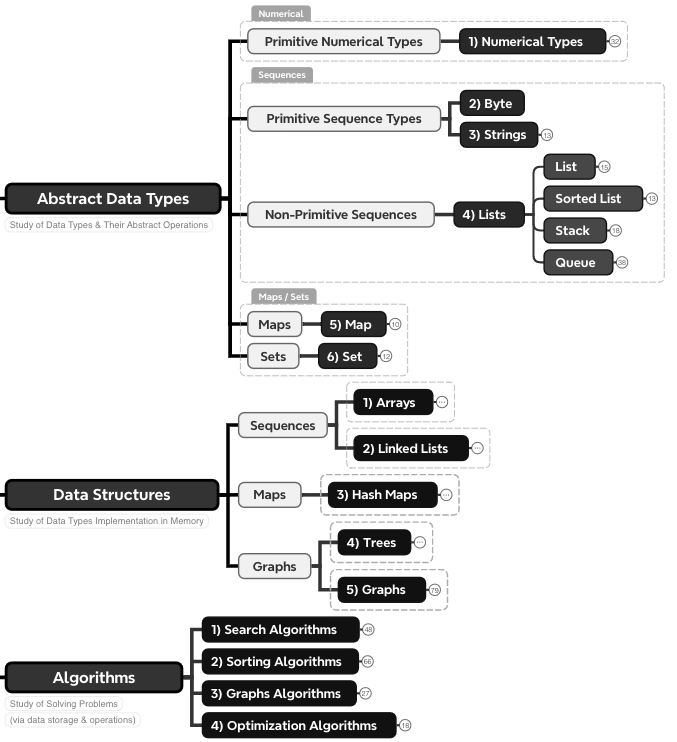 Numerical
Primitive Numerical Types
1) Numerical Types
32
Sequences
Primitive Sequence Types
2) Byte
3) Strings
13
Abstract Data Types
Study of Data Types & Their Abstract Operations
Non-Primitive Sequences
4) Lists
List
15
Sorted List
13
Stack
18
Queue
38
Maps / Sets
Maps
5) Map
10
Sets
6) Set
12
Data Structures
Study of Data Types Implementation in Memory
Sequences
1) Arrays
...
2) Linked Lists
...
Maps
3) Hash Maps
...
Graphs
4) Trees
...
5) Graphs
79
Algorithms
Study of Solving Problems
(via data storage & operations)
1) Search Algorithms
48
2) Sorting Algorithms
66
3) Graphs Algorithms
27
4) Optimization Algorithms
18